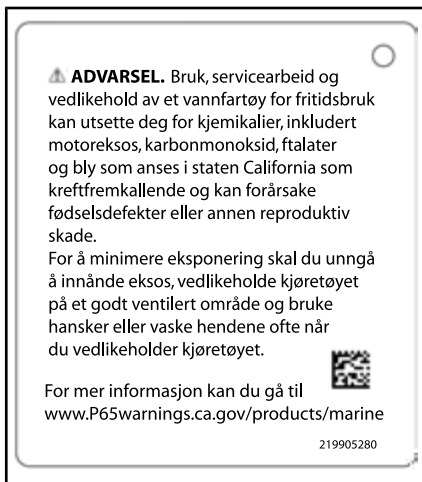 ⚠ ADVARSEL. Bruk, servicearbeid og
vedlikehold av et vannfartøy for fritidsbruk
kan utsette deg for kjemikalier, inkludert
motoreksos, karbonmonoksid, ftalater
og bly som anses i staten California som
kreftfremkallende og kan forårsake
fødselsdefekter eller annen reproduktiv
skade.
For å minimere eksponering skal du unngå
å innånde eksos, vedlikeholde kjøretøyet
på et godt ventilert område og bruke
hansker eller vaske hendene ofte når
du vedlikeholder kjøretøyet.
For mer informasjon kan du gå til
www.P65warnings.ca.gov/products/marine
219905280